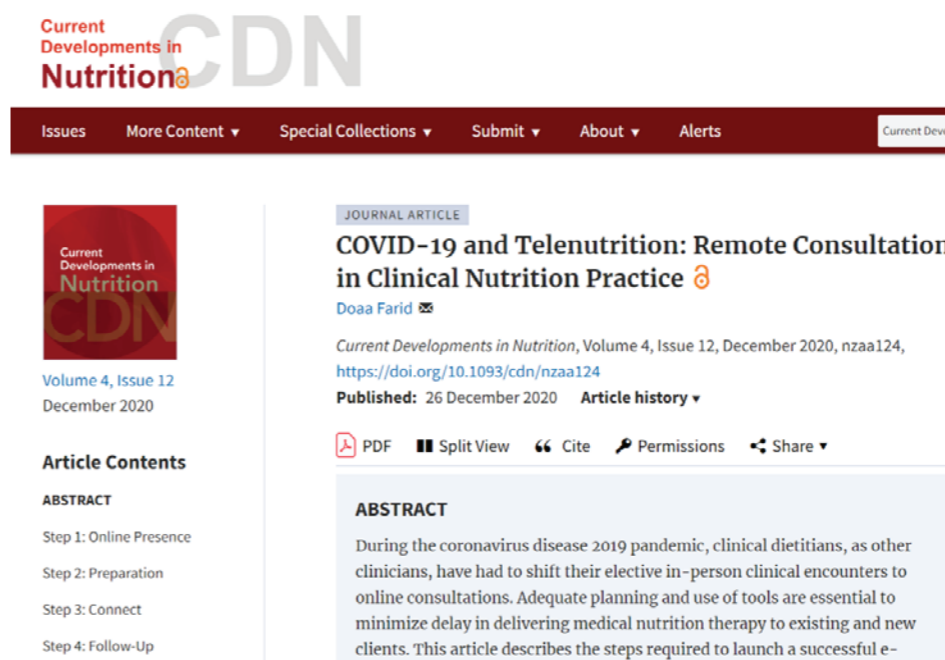 Current
Developments in
Nutrition
CDN
Issues More Content Special Collections Submit About Alerts
Current Dev
Current
Developments in
Nutrition
CDN
Volume 4, Issue 12
December 2020
Article Contents
ABSTRACT
Step 1: Online Presence
Step 2: Preparation
Step 3: Connect
Step 4: Follow-Up
JOURNAL ARTICLE
COVID-19 and Telenutrition: Remote Consultation
in Clinical Nutrition Practice
Doaa Farid
Current Developments in Nutrition, Volume 4, Issue 12, December 2020, nzaa124,
https://doi.org/10.1093/cdn/nzaa124
Published: 26 December 2020 Article history
PDF Split View Cite Permissions Share
ABSTRACT
During the coronavirus disease 2019 pandemic, clinical dietitians, as other
clinicians, have had to shift their elective in-person clinical encounters to
online consultations. Adequate planning and use of tools are essential to
minimize delay in delivering medical nutrition therapy to existing and new
clients. This article describes the steps required to launch a successful e-